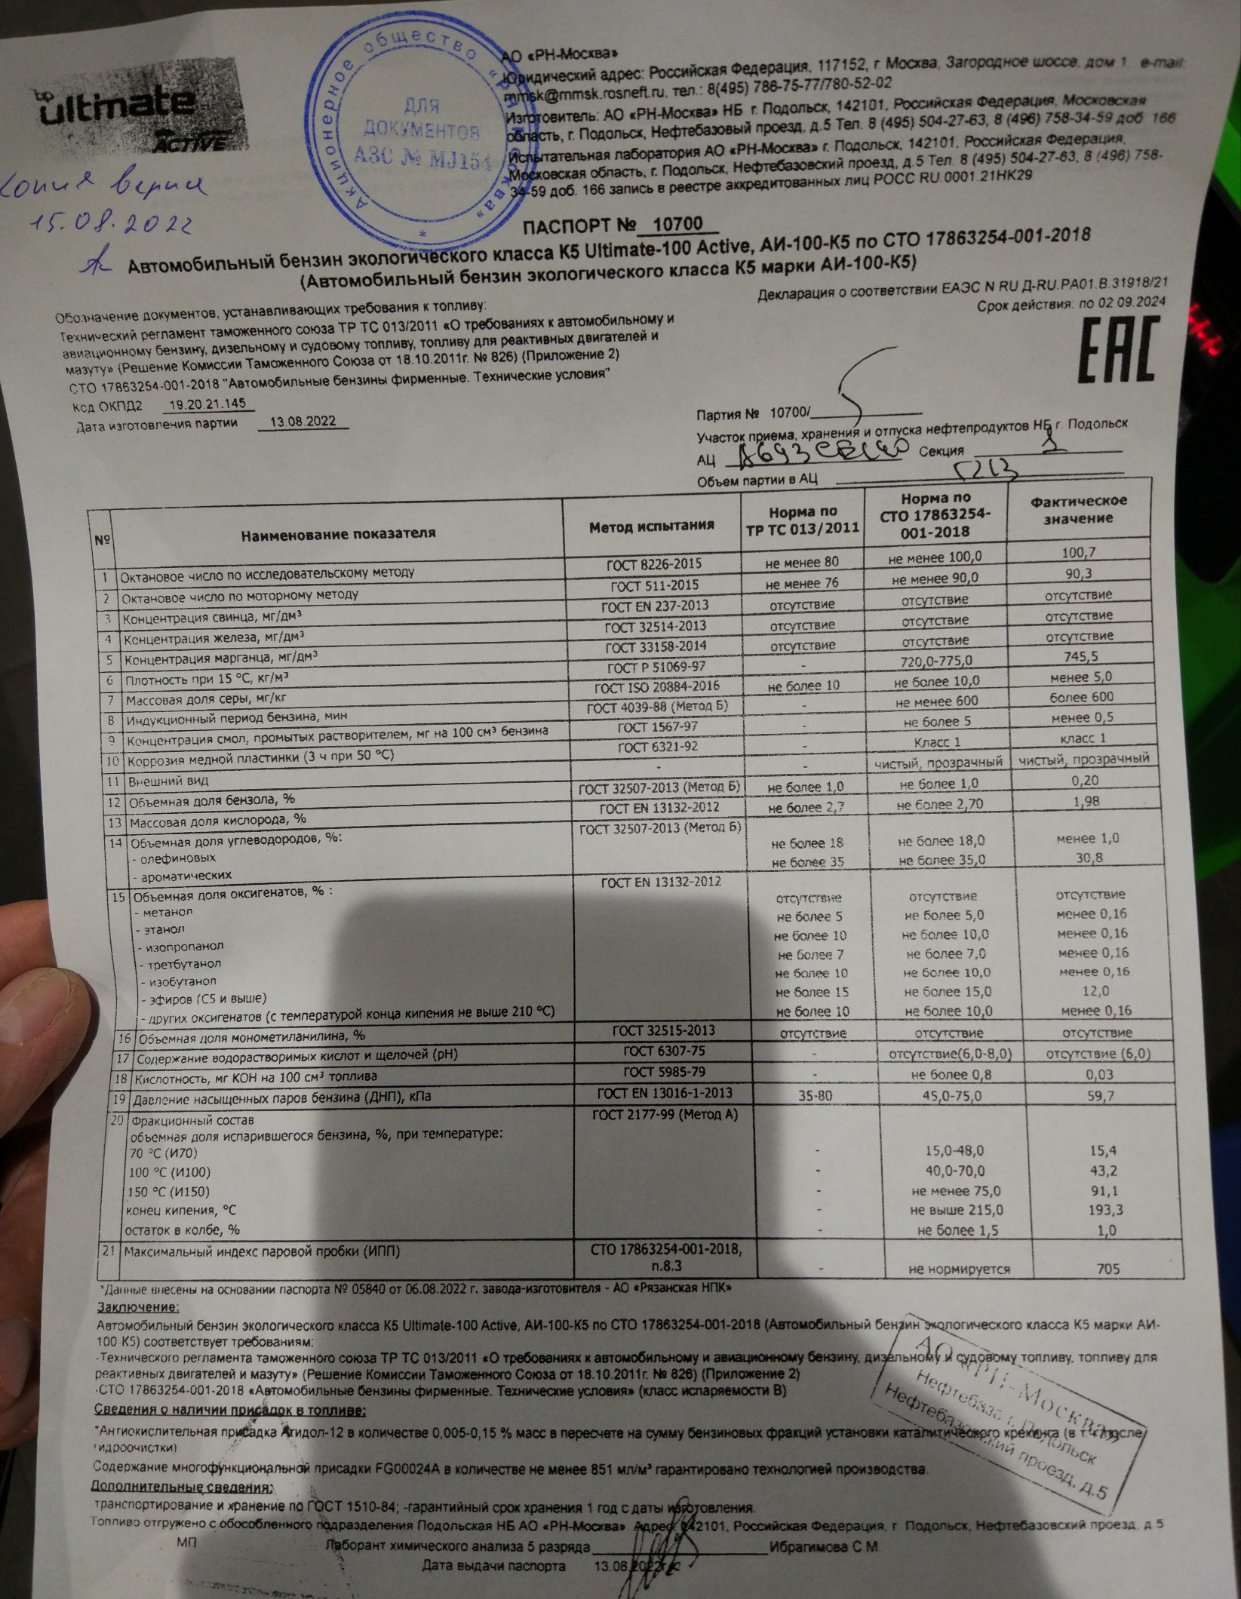 bp
ultimate
ACTIVE
Акционерное общество «РН-Москва»
ДЛЯ
ДОКУМЕНТОВ
АЗС № MJ154
Копия верна
15.08.2022
АО «РН-Москва»
Юридический адрес: Российская Федерация, 117152, г. Москва, Загородное шоссе, дом 1, e-mail:
mmsk@mmsk.rosneft.ru, тел.: 8(495) 786-75-77/780-52-02
Изготовитель: АО «РН-Москва» НБ г. Подольск, 142101, Российская Федерация, Московская
область, г. Подольск, Нефтебазовый проезд, д.5 Тел. 8 (495) 504-27-63, 8 (496) 758-34-59 доб. 166
Испытательная лаборатория АО «РН-Москва» г. Подольск, 142101, Российская Федерация,
Московская область, г. Подольск, Нефтебазовский проезд, д.5 Тел. 8 (495) 504-27-63, 8 (496) 758-
34-59 доб. 166 запись в реестре аккредитованных лиц РОСС RU 0001.21НК29
ПАСПОРТ № 10700
Автомобильный бензин экологического класса К5 Ultimate-100 Active, АИ-100-К5 по СТО 17863254-001-2018
(Автомобильный бензин экологического класса К5 марки АИ-100-К5)
Декларация о соответствии ЕАЭС N RU Д-RU.РА01.В.31918/21
Срок действия: по 02.09.2024
EAC
Обозначение документов, устанавливающих требования к топливу:
Технический регламент таможенного союза ТР ТС 013/2011 «О требованиях к автомобильному и
авиационному бензину, дизельному и судовому топливу, топливу для реактивных двигателей и
мазуту» (Решение Комиссии Таможенного Союза от 18.10.2011г. № 826) (Приложение 2)
СТО 17863254-001-2018 "Автомобильные бензины фирменные. Технические условия"
Код ОКПД2 19.20.21.145
Дата изготовления партии 13.08.2022
Партия № 10700/ 5
Участок приема, хранения и отпуска нефтепродуктов НБ г. Подольск
АЦ Секция 1
Объем партии в АЦ
№ Наименование показателя Метод испытания Норма по ТР ТС 013/2011 Норма по СТО 17863254-001-2018 Фактическое значение
1 Октановое число по исследовательскому методу ГОСТ 8226-2015 не менее 80 не менее 100,0 100,7
2 Октановое число по моторному методу ГОСТ 511-2015 не менее 76 не менее 90,0 90,3
3 Концентрация свинца, мг/дм³ ГОСТ EN 237-2013 отсутствие отсутствие отсутствие
4 Концентрация железа, мг/дм³ ГОСТ 32514-2013 отсутствие отсутствие отсутствие
5 Концентрация марганца, мг/дм³ ГОСТ 33158-2014 отсутствие отсутствие отсутствие
6 Плотность при 15 °С, кг/м³ ГОСТ Р 51069-97 - 720,0-775,0 745,5
7 Массовая доля серы, мг/кг ГОСТ ISO 20884-2016 не более 10 не более 10,0 менее 5,0
8 Индукционный период бензина, мин ГОСТ 4039-88 (Метод Б) - не менее 600 более 600
9 Концентрация смол, промытых растворителем, мг на 100 см³ бензина ГОСТ 1567-97 - не более 5 менее 0,5
10 Коррозия медной пластинки (3 ч при 50 °С) ГОСТ 6321-92 - Класс 1 класс 1
11 Внешний вид - - чистый, прозрачный чистый, прозрачный
12 Объемная доля бензола, % ГОСТ 32507-2013 (Метод Б) не более 1,0 не более 1,0 0,20
13 Массовая доля кислорода, % ГОСТ EN 13132-2012 не более 2,7 не более 2,70 1,98
14 Объемная доля углеводородов, %: ГОСТ 32507-2013 (Метод Б)
- олефиновых не более 18 не более 18,0 менее 1,0
- ароматических не более 35 не более 35,0 30,8
15 Объемная доля оксигенатов, % : ГОСТ EN 13132-2012
- метанол отсутствие отсутствие отсутствие
- этанол не более 5 не более 5,0 менее 0,16
- изопропанол не более 10 не более 10,0 менее 0,16
- третбутанол не более 7 не более 7,0 менее 0,16
- изобутанол не более 10 не более 10,0 менее 0,16
- эфиров (С5 и выше) не более 15 не более 15,0 12,0
- других оксигенатов (с температурой конца кипения не выше 210 °С) не более 10 не более 10,0 менее 0,16
16 Объемная доля монометиланилина, % ГОСТ 32515-2013 отсутствие отсутствие отсутствие
17 Содержание водорастворимых кислот и щелочей (рН) ГОСТ 6307-75 - отсутствие(6,0-8,0) отсутствие (6,0)
18 Кислотность, мг КОН на 100 см³ топлива ГОСТ 5985-79 - не более 0,8 0,03
19 Давление насыщенных паров бензина (ДНП), кПа ГОСТ EN 13016-1-2013 35-80 45,0-75,0 59,7
20 Фракционный состав ГОСТ 2177-99 (Метод А)
объемная доля испарившегося бензина, %, при температуре:
70 °С (И70) - 15,0-48,0 15,4
100 °С (И100) - 40,0-70,0 43,2
150 °С (И150) - не менее 75,0 91,1
конец кипения, °С - не выше 215,0 193,3
остаток в колбе, % - не более 1,5 1,0
21 Максимальный индекс паровой пробки (ИПП) СТО 17863254-001-2018, п.8.3 - не нормируется 705
*Данные внесены на основании паспорта № 05840 от 06.08.2022 г. завода-изготовителя - АО «Рязанская НПК»
Заключение:
Автомобильный бензин экологического класса К5 Ultimate-100 Active, АИ-100-К5 по СТО 17863254-001-2018 (Автомобильный бензин экологического класса К5 марки АИ-
100-К5) соответствует требованиям:
-Технического регламента таможенного союза ТР ТС 013/2011 «О требованиях к автомобильному и авиационному бензину, дизельному и судовому топливу, топливу для
реактивных двигателей и мазуту» (Решение Комиссии Таможенного Союза от 18.10.2011г. № 826) (Приложение 2)
-СТО 17863254-001-2018 «Автомобильные бензины фирменные. Технические условия» (класс испаряемости В)
Сведения о наличии присадок в топливе:
*Антиокислительная присадка Агидол-12 в количестве 0,005-0,15 % масс в пересчете на сумму бензиновых фракций установки каталитического крекинга (в т.ч. после
гидроочистки)
Содержание многофункциональной присадки FG00024A в количестве не менее 851 мл/м³ гарантировано технологией производства.
Дополнительные сведения:
транспортирование и хранение по ГОСТ 1510-84; -гарантийный срок хранения 1 год с даты изготовления.
Топливо отгружено с обособленного подразделения Подольская НБ АО «РН-Москва» Адрес: 142101, Российская Федерация, г. Подольск, Нефтебазовский проезд, д.5
МП Лаборант химического анализа 5 разряда Ибрагимова С.М.
Дата выдачи паспорта 13.08.2022
АО «РН-Москва»
Нефтебаза г. Подольск
Нефтебазовский проезд, д.5